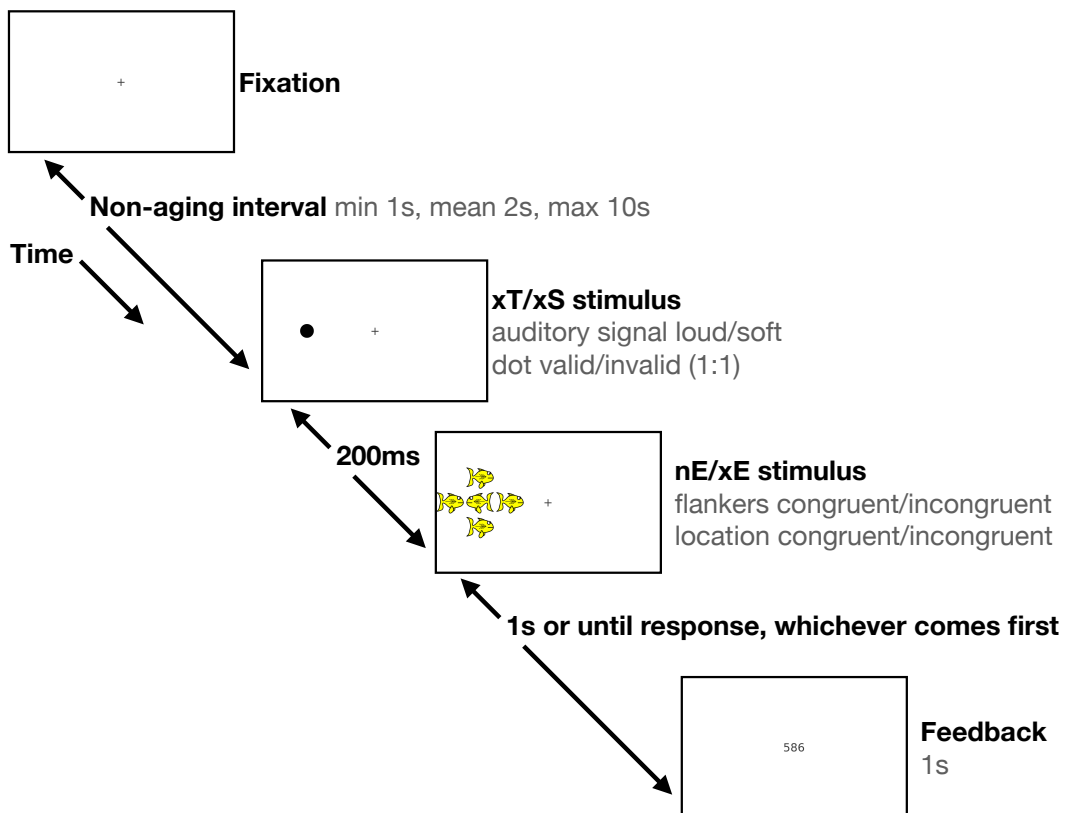 +
Fixation
Non-aging interval min 1s, mean 2s, max 10s
Time
+
xT/xS stimulus
auditory signal loud/soft
dot valid/invalid (1:1)
200ms
+
nE/xE stimulus
flankers congruent/incongruent
location congruent/incongruent
1s or until response, whichever comes first
586
Feedback
1s